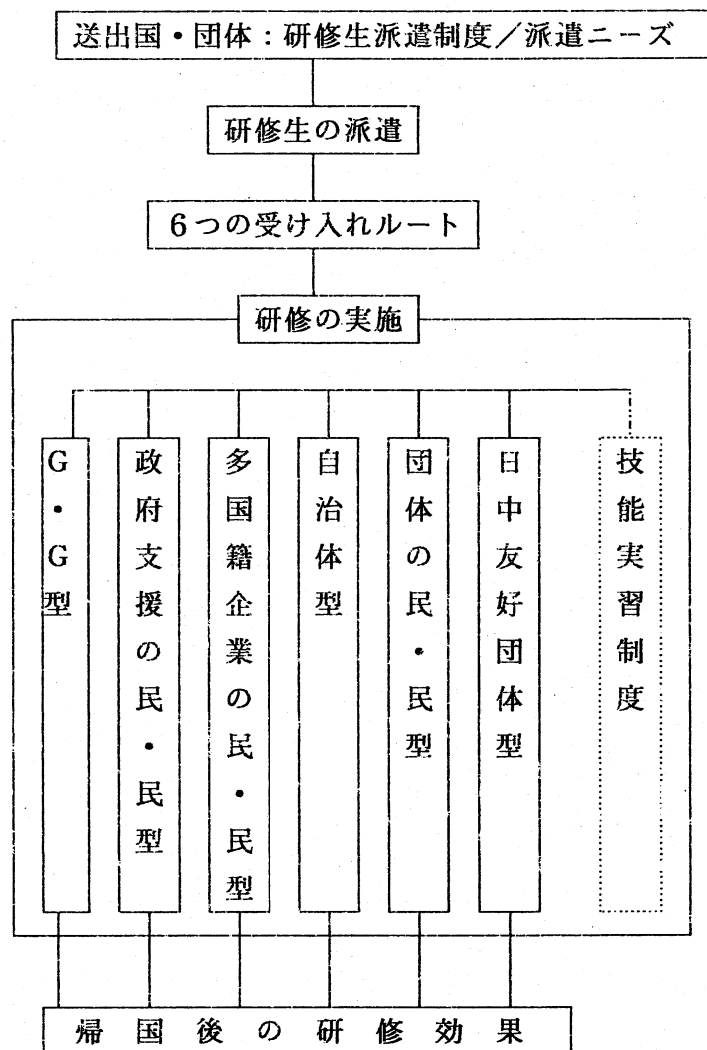 送出国・団体：研修生派遣制度／派遣ニーズ
研修生の派遣
6つの受け入れルート
研修の実施
G・G型
政府支援の民・民型
多国籍企業の民・民型
自治体型
団体の民・民型
日中友好団体型
技能実習制度
帰国後の研修効果